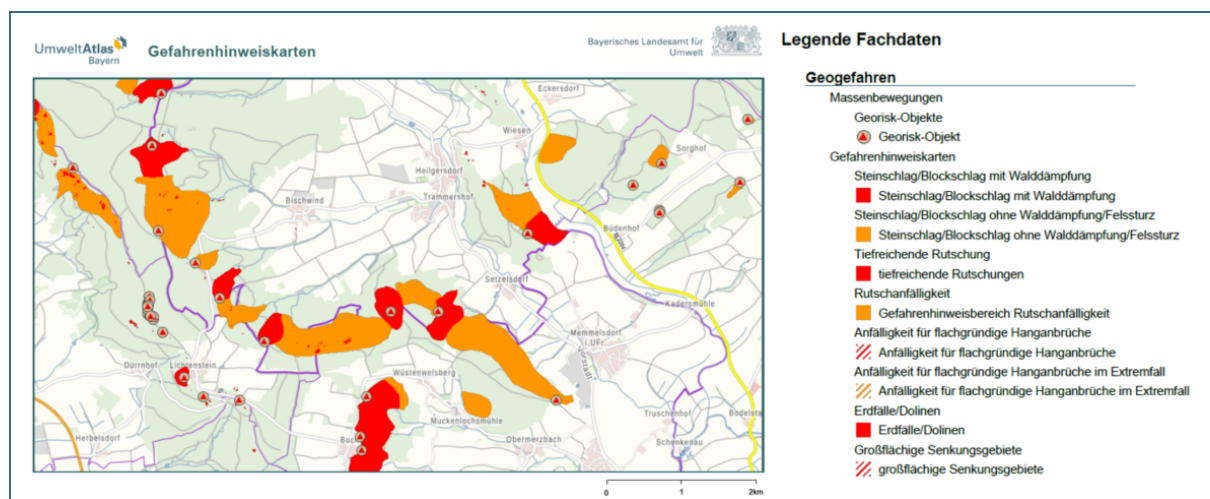 UmweltAtlas
Bayern
Gefahrenhinweiskarten
Bayerisches Landesamt für
Umwelt
Eckersdorf
Wiesen
Sorghof
Heilgersdorf
Trammershof
Bischwind
Büdenhof
Setzelsdorf
Kadersmühle
Memmelsdorf
i.UFr.
Vorstadt
Dürrnhof
Lichtenstein
Wüstenwelsberg
Muckenlochsmühle
Truschenhof
Bodelsta
Herbelsdorf
Buc
Obermerzbach
Schenkenau
0 1 2km
Legende Fachdaten
Geogefahren
Massenbewegungen
Georisk-Objekte
Georisk-Objekt
Gefahrenhinweiskarten
Steinschlag/Blockschlag mit Walddämpfung
Steinschlag/Blockschlag mit Walddämpfung
Steinschlag/Blockschlag ohne Walddämpfung/Felssturz
Steinschlag/Blockschlag ohne Walddämpfung/Felssturz
Tiefreichende Rutschung
tiefreichende Rutschungen
Rutschanfälligkeit
Gefahrenhinweisbereich Rutschanfälligkeit
Anfälligkeit für flachgründige Hanganbrüche
Anfälligkeit für flachgründige Hanganbrüche
Anfälligkeit für flachgründige Hanganbrüche im Extremfall
Anfälligkeit für flachgründige Hanganbrüche im Extremfall
Erdfälle/Dolinen
Erdfälle/Dolinen
Großflächige Senkungsgebiete
großflächige Senkungsgebiete